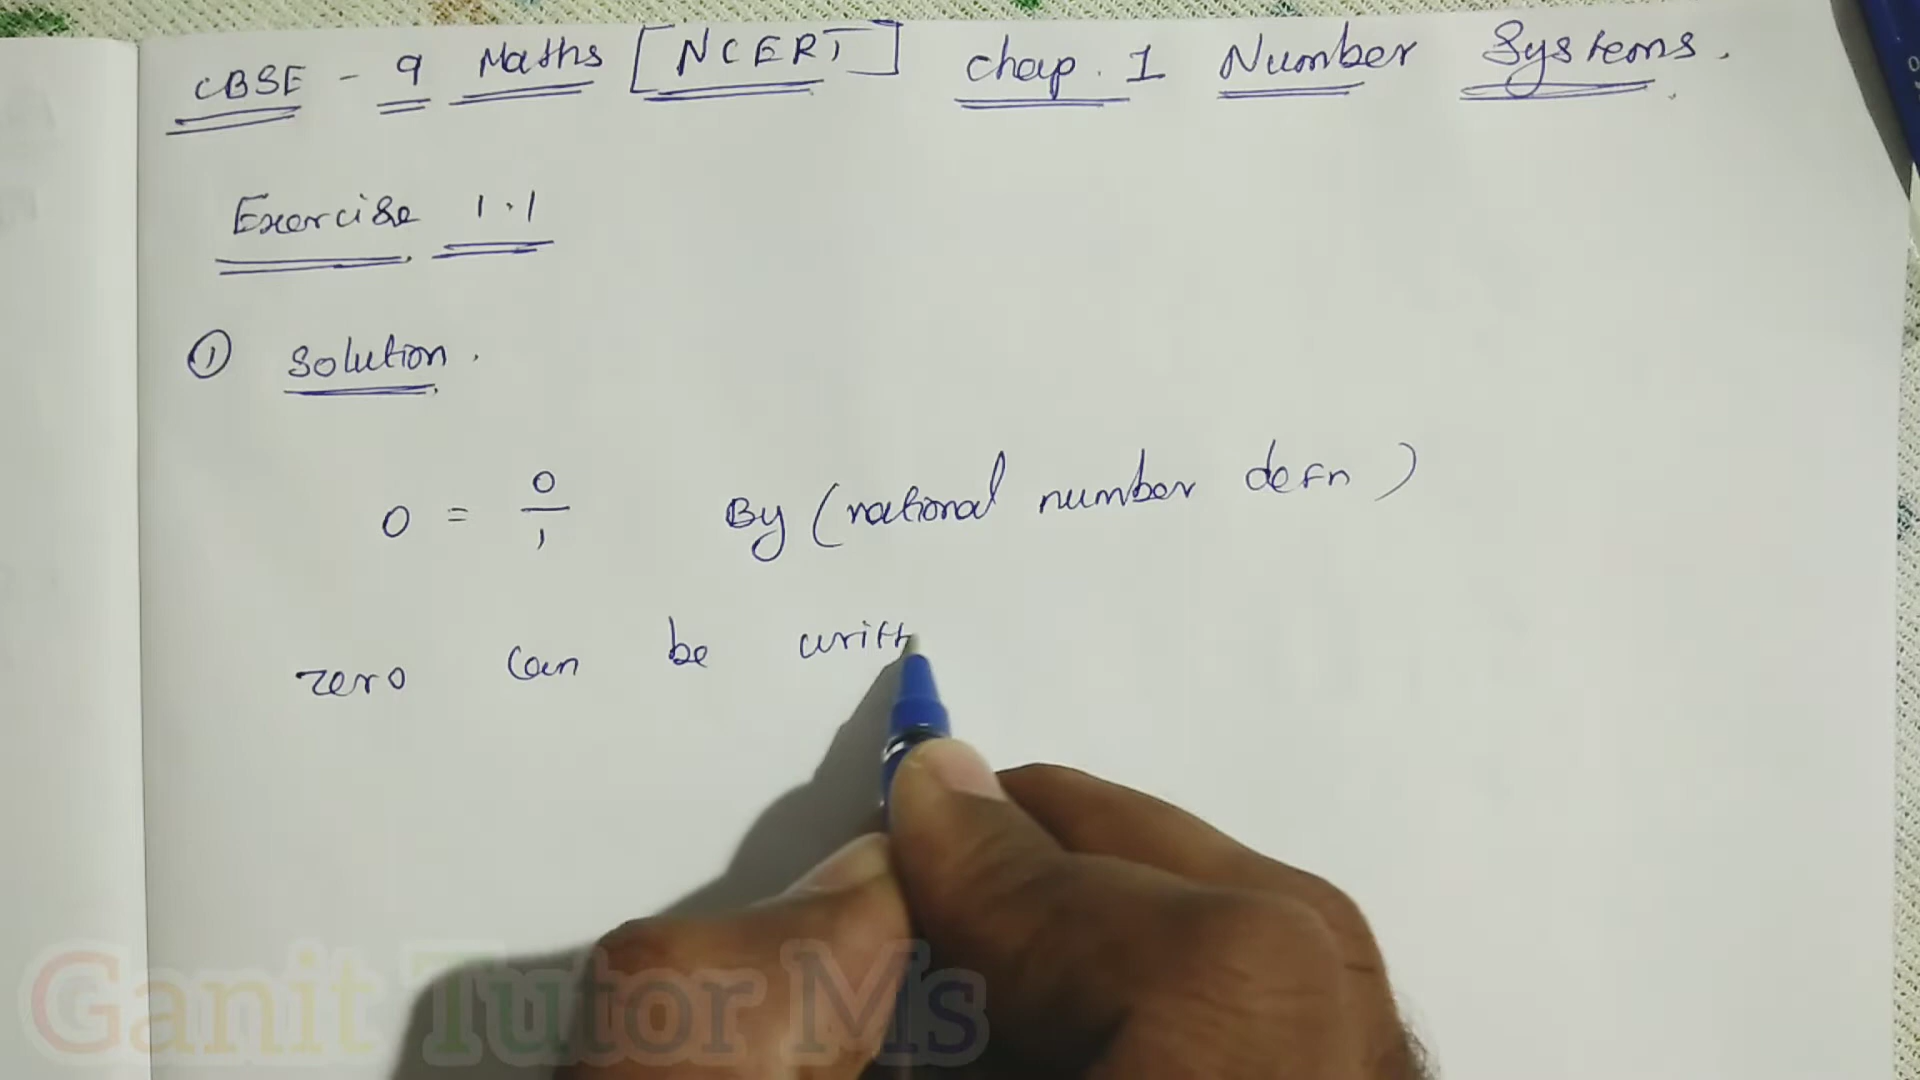 CBSE - 9 Maths [NCERT] Chap. 1 Number Systems.
Exercise 1.1
① Solution.
0 = 0/1 By (rational number defn)
zero can be writt
Ganit Tutor Ms